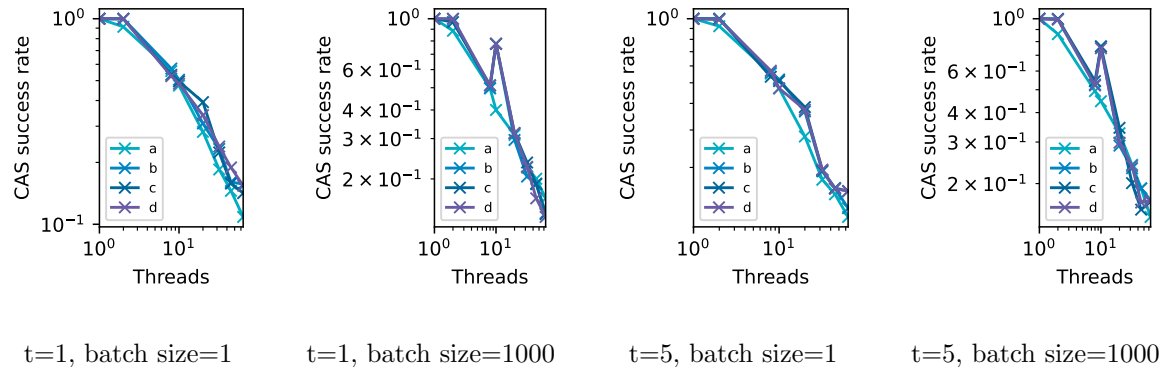 CAS success rate
10⁰
10⁻¹
a
b
c
d
10⁰
10¹
Threads
CAS success rate
10⁰
6 × 10⁻¹
4 × 10⁻¹
3 × 10⁻¹
2 × 10⁻¹
a
b
c
d
10⁰
10¹
Threads
CAS success rate
10⁰
a
b
c
d
10⁰
10¹
Threads
CAS success rate
10⁰
6 × 10⁻¹
4 × 10⁻¹
3 × 10⁻¹
2 × 10⁻¹
a
b
c
d
10⁰
10¹
Threads
t=1, batch size=1
t=1, batch size=1000
t=5, batch size=1
t=5, batch size=1000